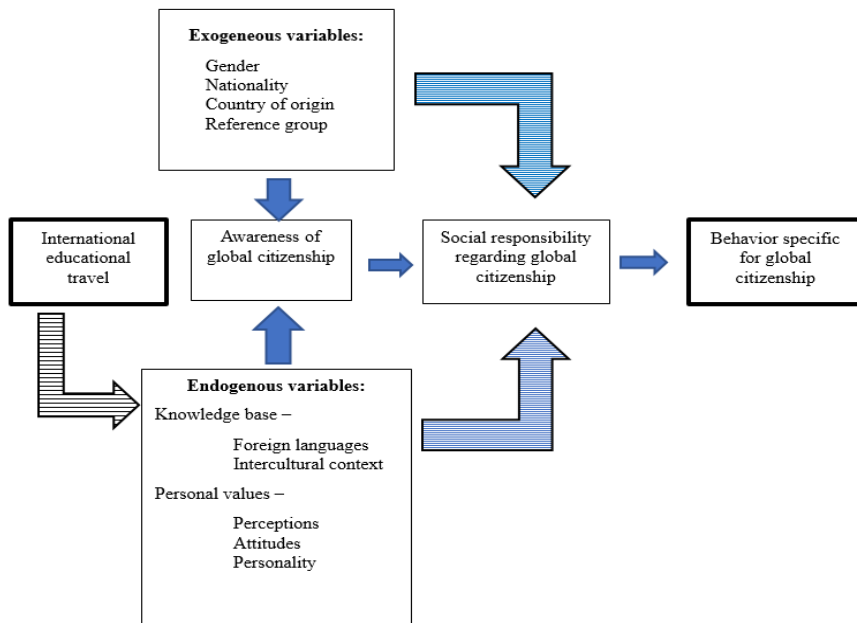 Exogeneous variables:
Gender
Nationality
Country of origin
Reference group
International
educational
travel
Awareness of
global citizenship
Social responsibility
regarding global
citizenship
Behavior specific
for global
citizenship
Endogenous variables:
Knowledge base –
Foreign languages
Intercultural context
Personal values –
Perceptions
Attitudes
Personality